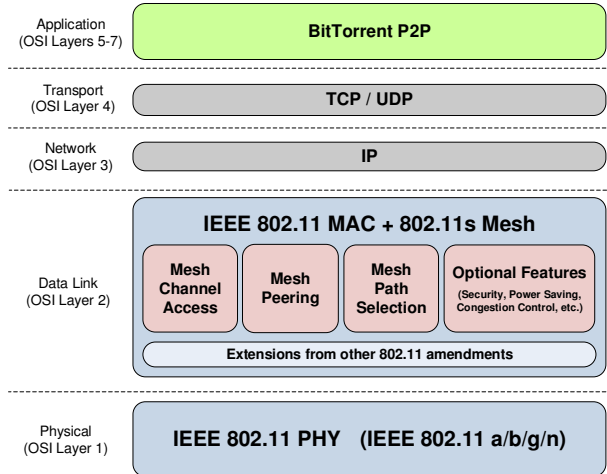 Application
(OSI Layers 5-7)
BitTorrent P2P
Transport
(OSI Layer 4)
TCP / UDP
Network
(OSI Layer 3)
IP
Data Link
(OSI Layer 2)
IEEE 802.11 MAC + 802.11s Mesh
Mesh
Channel
Access
Mesh
Peering
Mesh
Path
Selection
Optional Features
(Security, Power Saving,
Congestion Control, etc.)
Extensions from other 802.11 amendments
Physical
(OSI Layer 1)
IEEE 802.11 PHY (IEEE 802.11 a/b/g/n)